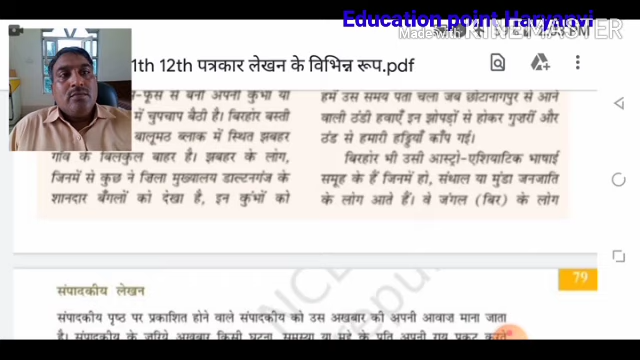 Education point Haryanvi
Made with KINEMASTER
1th 12th पत्रकार लेखन के विभिन्न रूप.pdf
फूस से बनी अपनी कुंभा या
में चुपचाप बैठी है। बिरहोर बस्ती
बालूमठ ब्लाक में स्थित झबहर
गाँव के बिलकुल बाहर है। झबहर के लोग,
जिनमें से कुछ ने ज़िला मुख्यालय डाल्टनगंज के
शानदार बँगलों को देखा है, इन कुंभों को
हमें उस समय पता चला जब छोटानागपुर से आने
वाली ठंडी हवाएँ इन झोपड़ों से होकर गुज़रीं और
ठंड से हमारी हड्डियाँ काँप गईं।
बिरहोर भी उसी आस्ट्रो-एशियाटिक भाषाई
समूह के हैं जिनमें हो, संथाल या मुंडा जनजाति
के लोग आते हैं। वे जंगल (बिर) के लोग
79
संपादकीय लेखन
संपादकीय पृष्ठ पर प्रकाशित होने वाले संपादकीय को उस अखबार की अपनी आवाज़ माना जाता
है। संपादकीय के ज़रिये अखबार किसी घटना, समस्या या मुद्दे के प्रति अपनी राय प्रकट करते